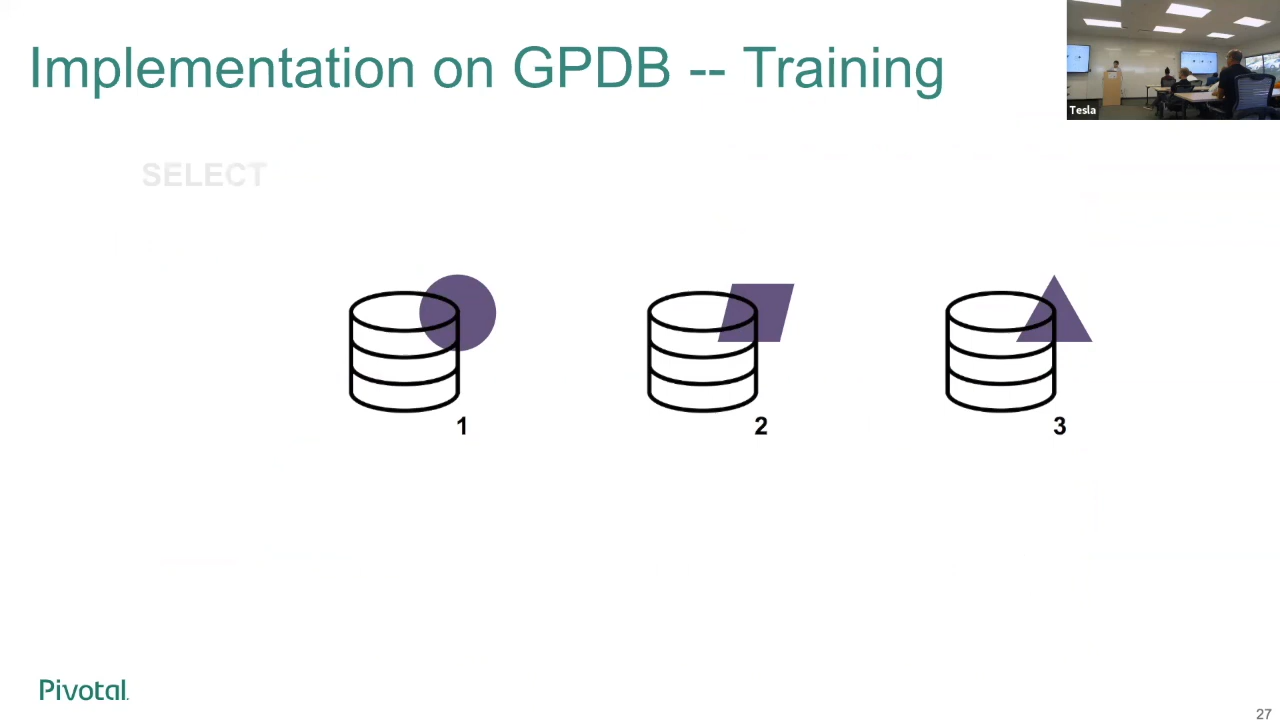 Implementation on GPDB -- Training
Tesla
SELECT
1
2
3
Pivotal
27